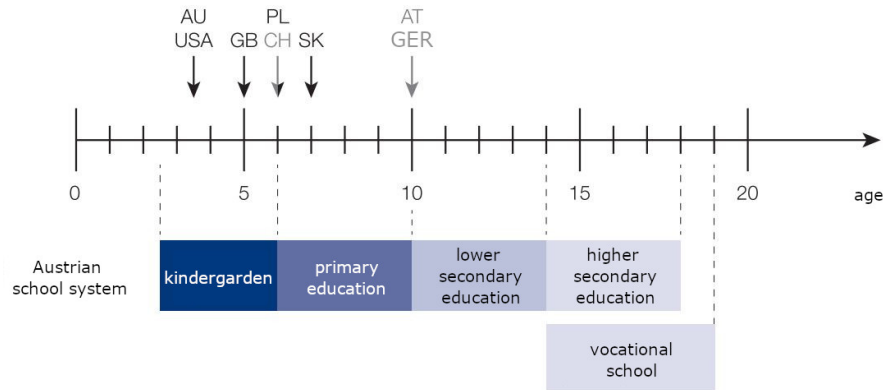 AU PL AT
USA GB CH SK GER
0 5 10 15 20 age
Austrian
school system
kindergarden
primary
education
lower
secondary
education
higher
secondary
education
vocational
school